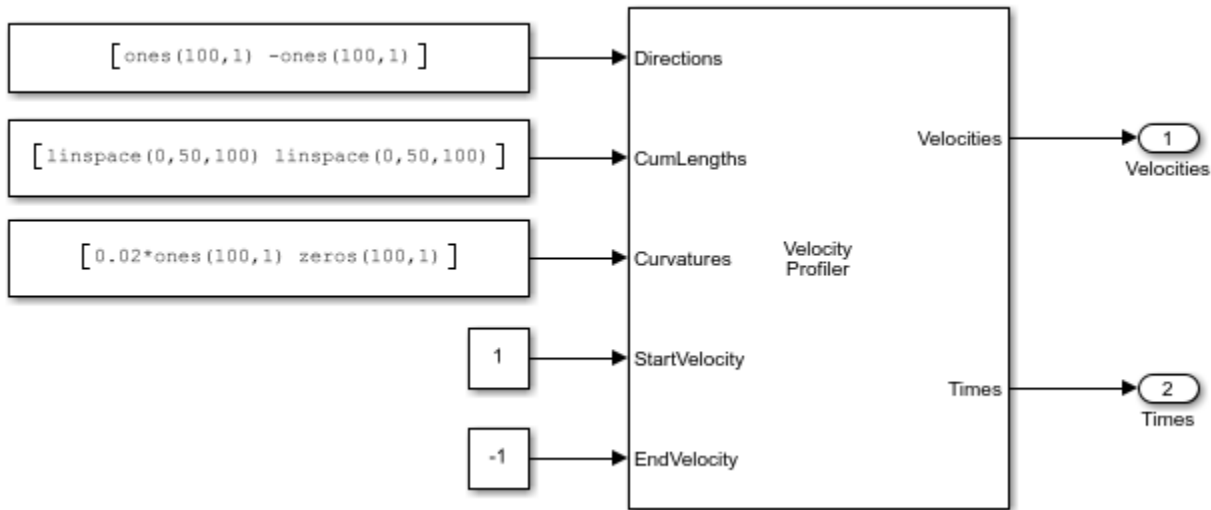 [ones(100,1) -ones(100,1)]
Directions
Velocities
1
Velocities
[linspace(0,50,100) linspace(0,50,100)]
CumLengths
[0.02*ones(100,1) zeros(100,1)]
Curvatures
Velocity
Profiler
1
StartVelocity
Times
2
Times
-1
EndVelocity